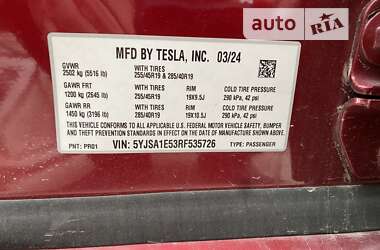 auto RIA
MFD BY TESLA, INC. 03/24
GVWR
2502 kg (5516 lb) WITH TIRES 255/45R19 & 285/40R19
GAWR FRT WITH TIRES RIM COLD TIRE PRESSURE
1200 kg (2645 lb) 255/45R19 19X9.5J 290 kPa, 42 psi
GAWR RR WITH TIRES RIM COLD TIRE PRESSURE
1450 kg (3196 lb) 285/40R19 19X10.5J 290 kPa, 42 psi
THIS VEHICLE CONFORMS TO ALL APPLICABLE U.S. FEDERAL MOTOR VEHICLE
SAFETY, BUMPER, AND THEFT PREVENTION STANDARDS IN EFFECT ON THE DATE OF
MANUFACTURE SHOWN ABOVE.
PNT: PR01 VIN: 5YJSA1E53RF535726 PASSENGER